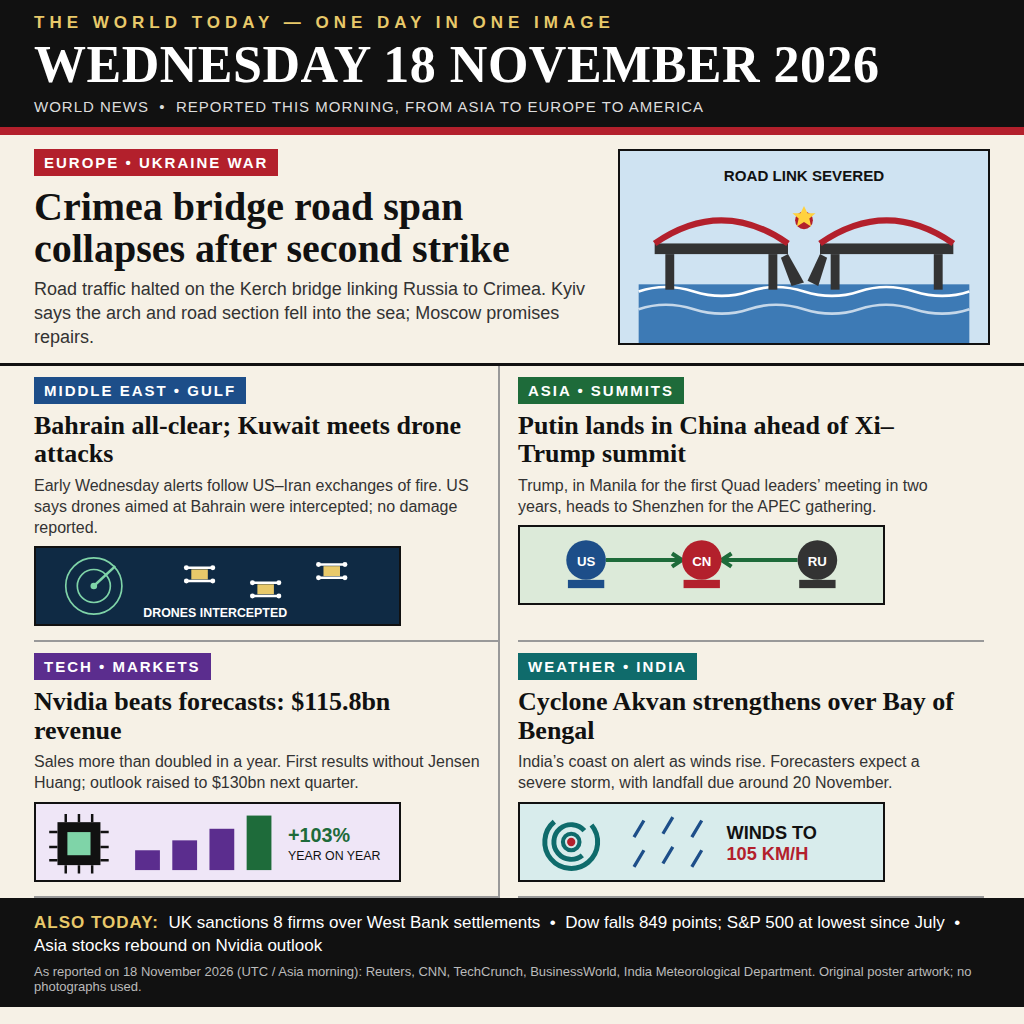 THE WORLD TODAY — ONE DAY IN ONE IMAGE
WEDNESDAY 18 NOVEMBER 2026
WORLD NEWS • REPORTED THIS MORNING, FROM ASIA TO EUROPE TO AMERICA
EUROPE • UKRAINE WAR
Crimea bridge road span
collapses after second strike
Road traffic halted on the Kerch bridge linking Russia to Crimea. Kyiv
says the arch and road section fell into the sea; Moscow promises
repairs.
ROAD LINK SEVERED
MIDDLE EAST • GULF
Bahrain all-clear; Kuwait meets drone
attacks
Early Wednesday alerts follow US–Iran exchanges of fire. US
says drones aimed at Bahrain were intercepted; no damage
reported.
DRONES INTERCEPTED
ASIA • SUMMITS
Putin lands in China ahead of Xi–
Trump summit
Trump, in Manila for the first Quad leaders’ meeting in two
years, heads to Shenzhen for the APEC gathering.
US
CN
RU
TECH • MARKETS
Nvidia beats forecasts: $115.8bn
revenue
Sales more than doubled in a year. First results without Jensen
Huang; outlook raised to $130bn next quarter.
+103%
YEAR ON YEAR
WEATHER • INDIA
Cyclone Akvan strengthens over Bay of
Bengal
India’s coast on alert as winds rise. Forecasters expect a
severe storm, with landfall due around 20 November.
WINDS TO
105 KM/H
ALSO TODAY: UK sanctions 8 firms over West Bank settlements • Dow falls 849 points; S&P 500 at lowest since July •
Asia stocks rebound on Nvidia outlook
As reported on 18 November 2026 (UTC / Asia morning): Reuters, CNN, TechCrunch, BusinessWorld, India Meteorological Department. Original poster artwork; no
photographs used.